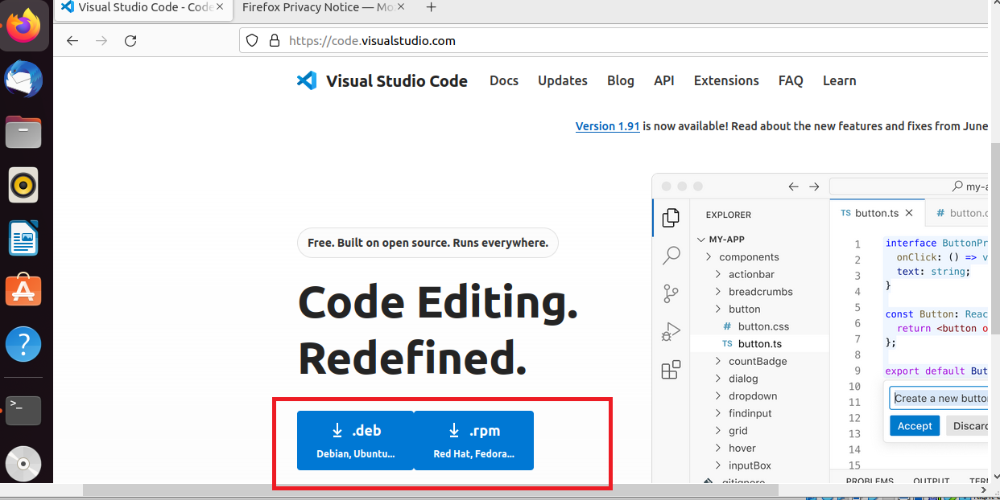 Visual Studio Code - Code
Firefox Privacy Notice — Mo
https://code.visualstudio.com
Visual Studio Code
Docs
Updates
Blog
API
Extensions
FAQ
Learn
Version 1.91 is now available! Read about the new features and fixes from June
my-a
EXPLORER
TS button.ts
# button.c
MY-APP
components
actionbar
breadcrumbs
button
# button.css
TS button.ts
countBadge
dialog
dropdown
findinput
grid
hover
inputBox
.gitignore
1 interface ButtonPr
2 onClick: () => v
3 text: string;
4 }
5
6 const Button: Reac
7 return <button o
8 };
9 export default But
10
11
12
13
14
15
Create a new button
Accept
Discard
PROBLEMS
OUTPUT
TERM
Free. Built on open source. Runs everywhere.
Code Editing.
Redefined.
.deb
Debian, Ubuntu...
.rpm
Red Hat, Fedora...